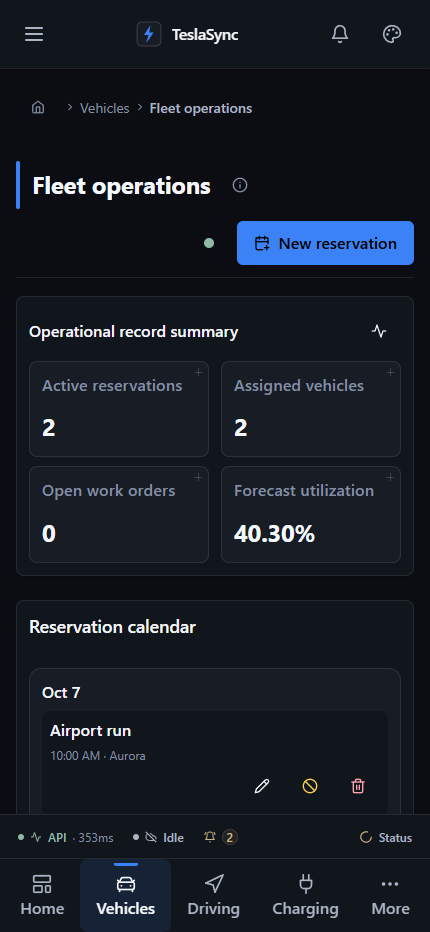 TeslaSync
Vehicles
Fleet operations
Fleet operations
New reservation
Operational record summary
Active reservations
2
Assigned vehicles
2
Open work orders
0
Forecast utilization
40.30%
Reservation calendar
Oct 7
Airport run
10:00 AM · Aurora
API · 353ms
Idle
2
Status
Home
Vehicles
Driving
Charging
More